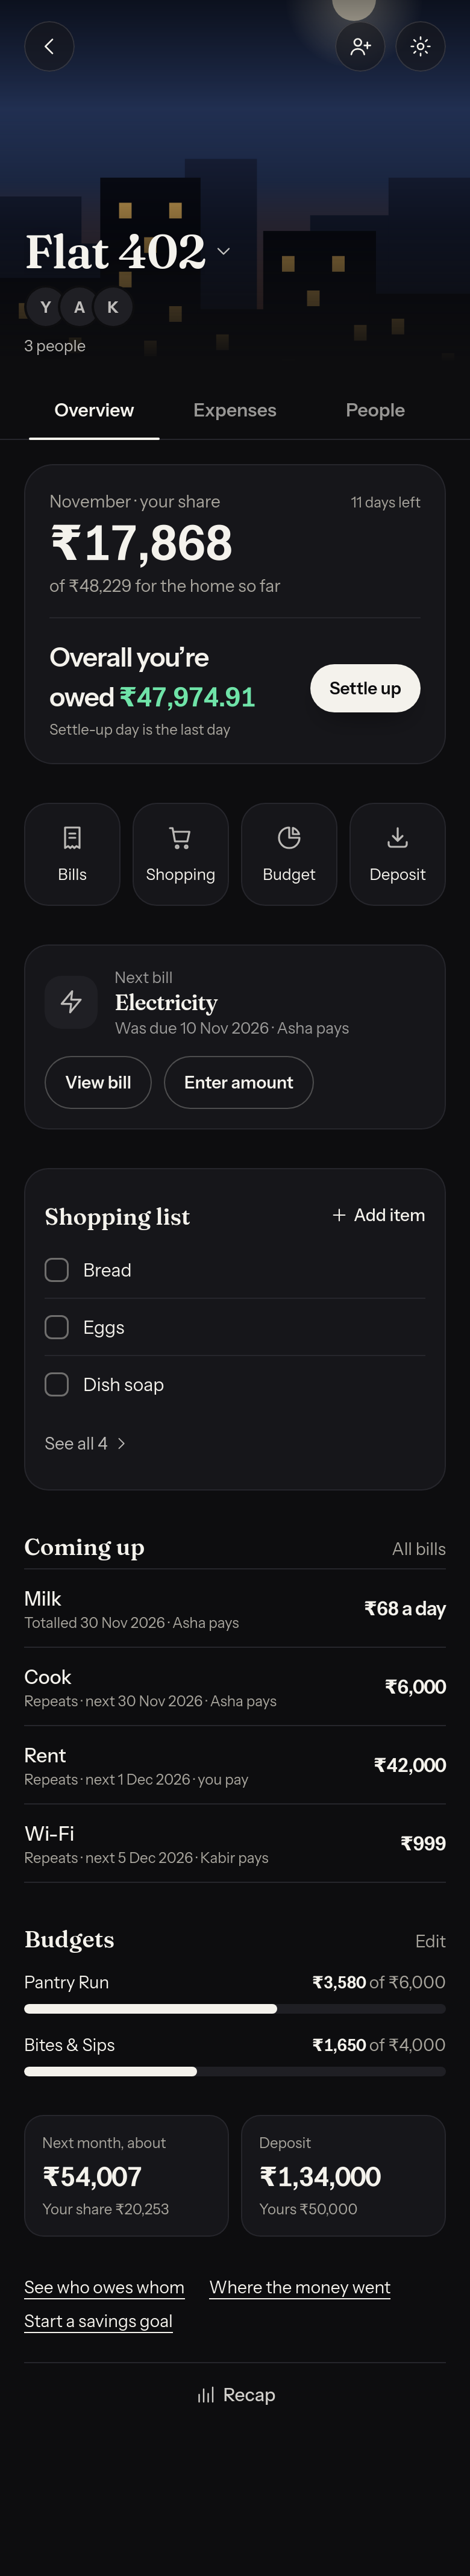 Flat 402
Y A K
3 people
Overview Expenses People
November · your share 11 days left
₹17,868
of ₹48,229 for the home so far
Overall you’re
owed ₹47,974.91
Settle up
Settle-up day is the last day
Bills Shopping Budget Deposit
Next bill
Electricity
Was due 10 Nov 2026 · Asha pays
View bill Enter amount
Shopping list + Add item
Bread
Eggs
Dish soap
See all 4
Coming up All bills
Milk ₹68 a day
Totalled 30 Nov 2026 · Asha pays
Cook ₹6,000
Repeats · next 30 Nov 2026 · Asha pays
Rent ₹42,000
Repeats · next 1 Dec 2026 · you pay
Wi-Fi ₹999
Repeats · next 5 Dec 2026 · Kabir pays
Budgets Edit
Pantry Run ₹3,580 of ₹6,000
Bites & Sips ₹1,650 of ₹4,000
Next month, about
₹54,007
Your share ₹20,253
Deposit
₹1,34,000
Yours ₹50,000
See who owes whom Where the money went
Start a savings goal
Recap